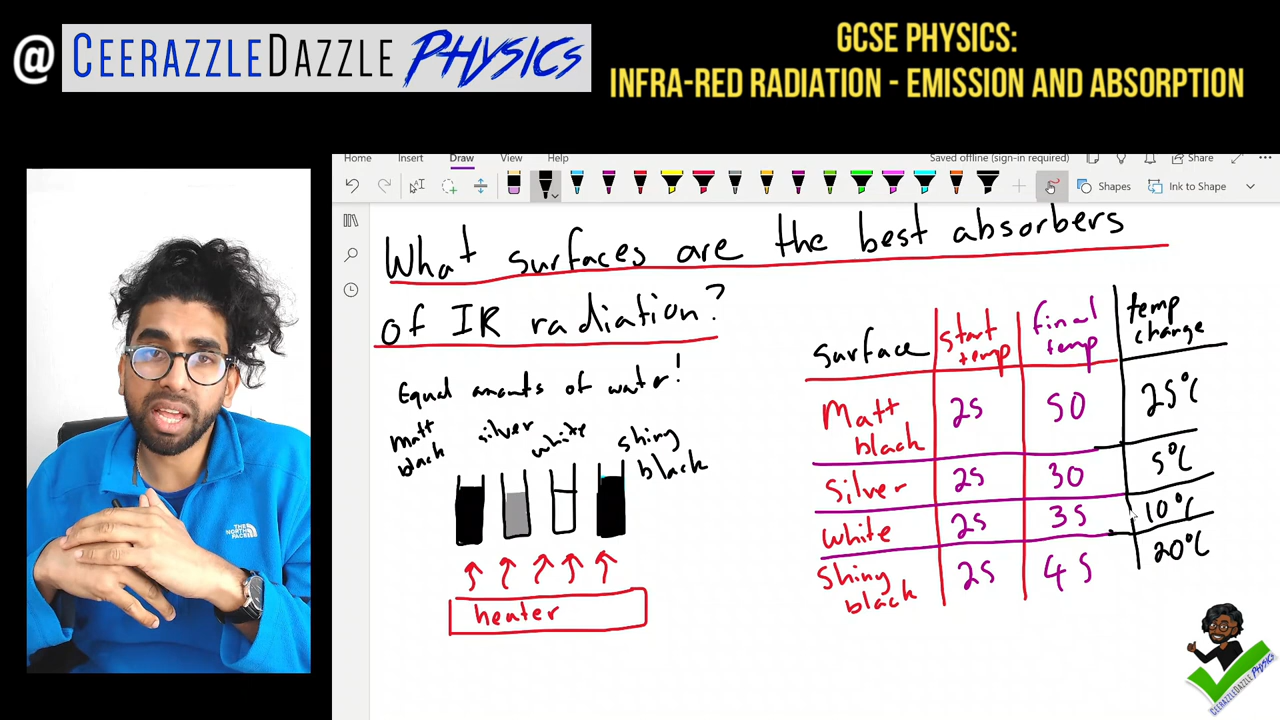 @ CEERAZZLEDAZZLE PHYSICS
GCSE PHYSICS:
INFRA-RED RADIATION - EMISSION AND ABSORPTION
Home Insert Draw View Help
Saved offline (sign-in required)
Share
Shapes
Ink to Shape
What surfaces are the best absorbers
of IR radiation?
Equal amounts of water!
matt black
silver
white
shiny black
heater
surface start temp final temp temp change
Matt black 25 50 25°C
Silver 25 30 5°C
white 25 35 10°C
Shiny black 25 45 20°C
THE NORTH FACE
CEERAZZLEDAZZLE PHYSICS